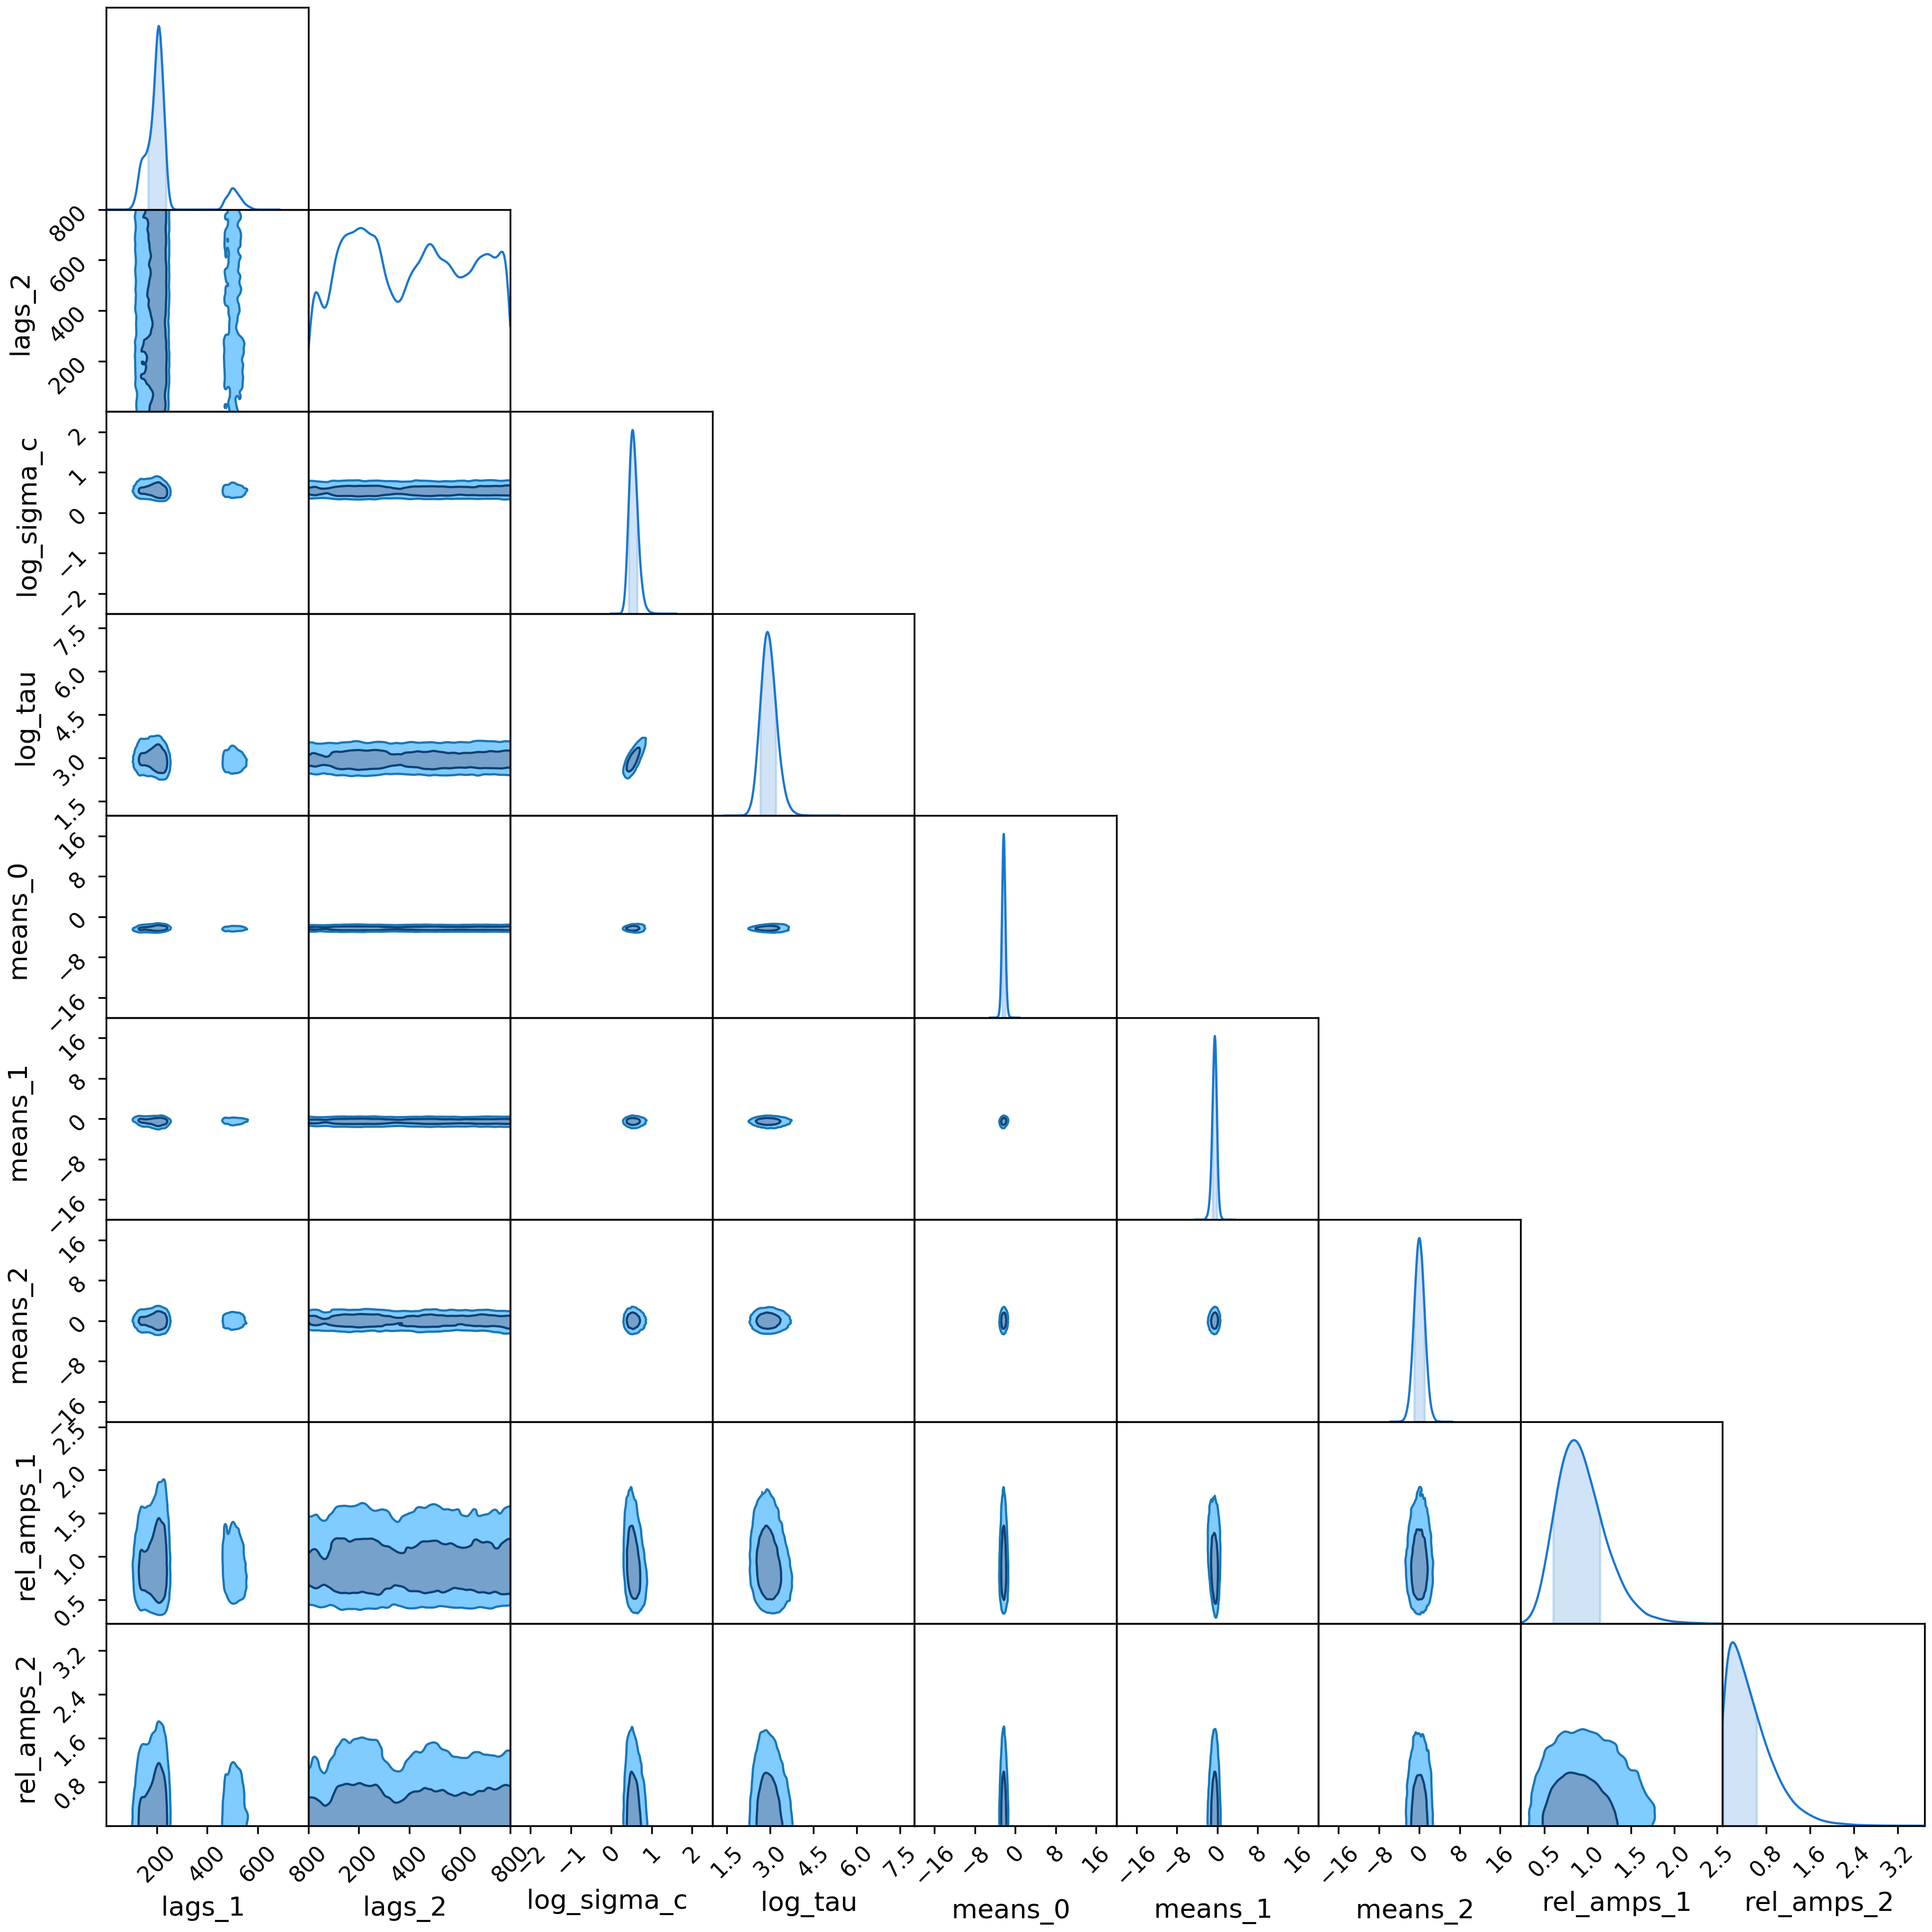 800
600
400
200
lags_2
2
1
0
−1
−2
log_sigma_c
7.5
6.0
4.5
3.0
1.5
log_tau
16
8
0
−8
−16
means_0
16
8
0
−8
−16
means_1
16
8
0
−8
−16
means_2
2.5
2.0
1.5
1.0
0.5
rel_amps_1
3.2
2.4
1.6
0.8
rel_amps_2
200 400 600 800
200 400 600 800
−2 −1 0 1 2
1.5 3.0 4.5 6.0 7.5
−16 −8 0 8 16
−16 −8 0 8 16
−16 −8 0 8 16
0.5 1.0 1.5 2.0 2.5
0.8 1.6 2.4 3.2
lags_1 lags_2 log_sigma_c log_tau means_0 means_1 means_2 rel_amps_1 rel_amps_2